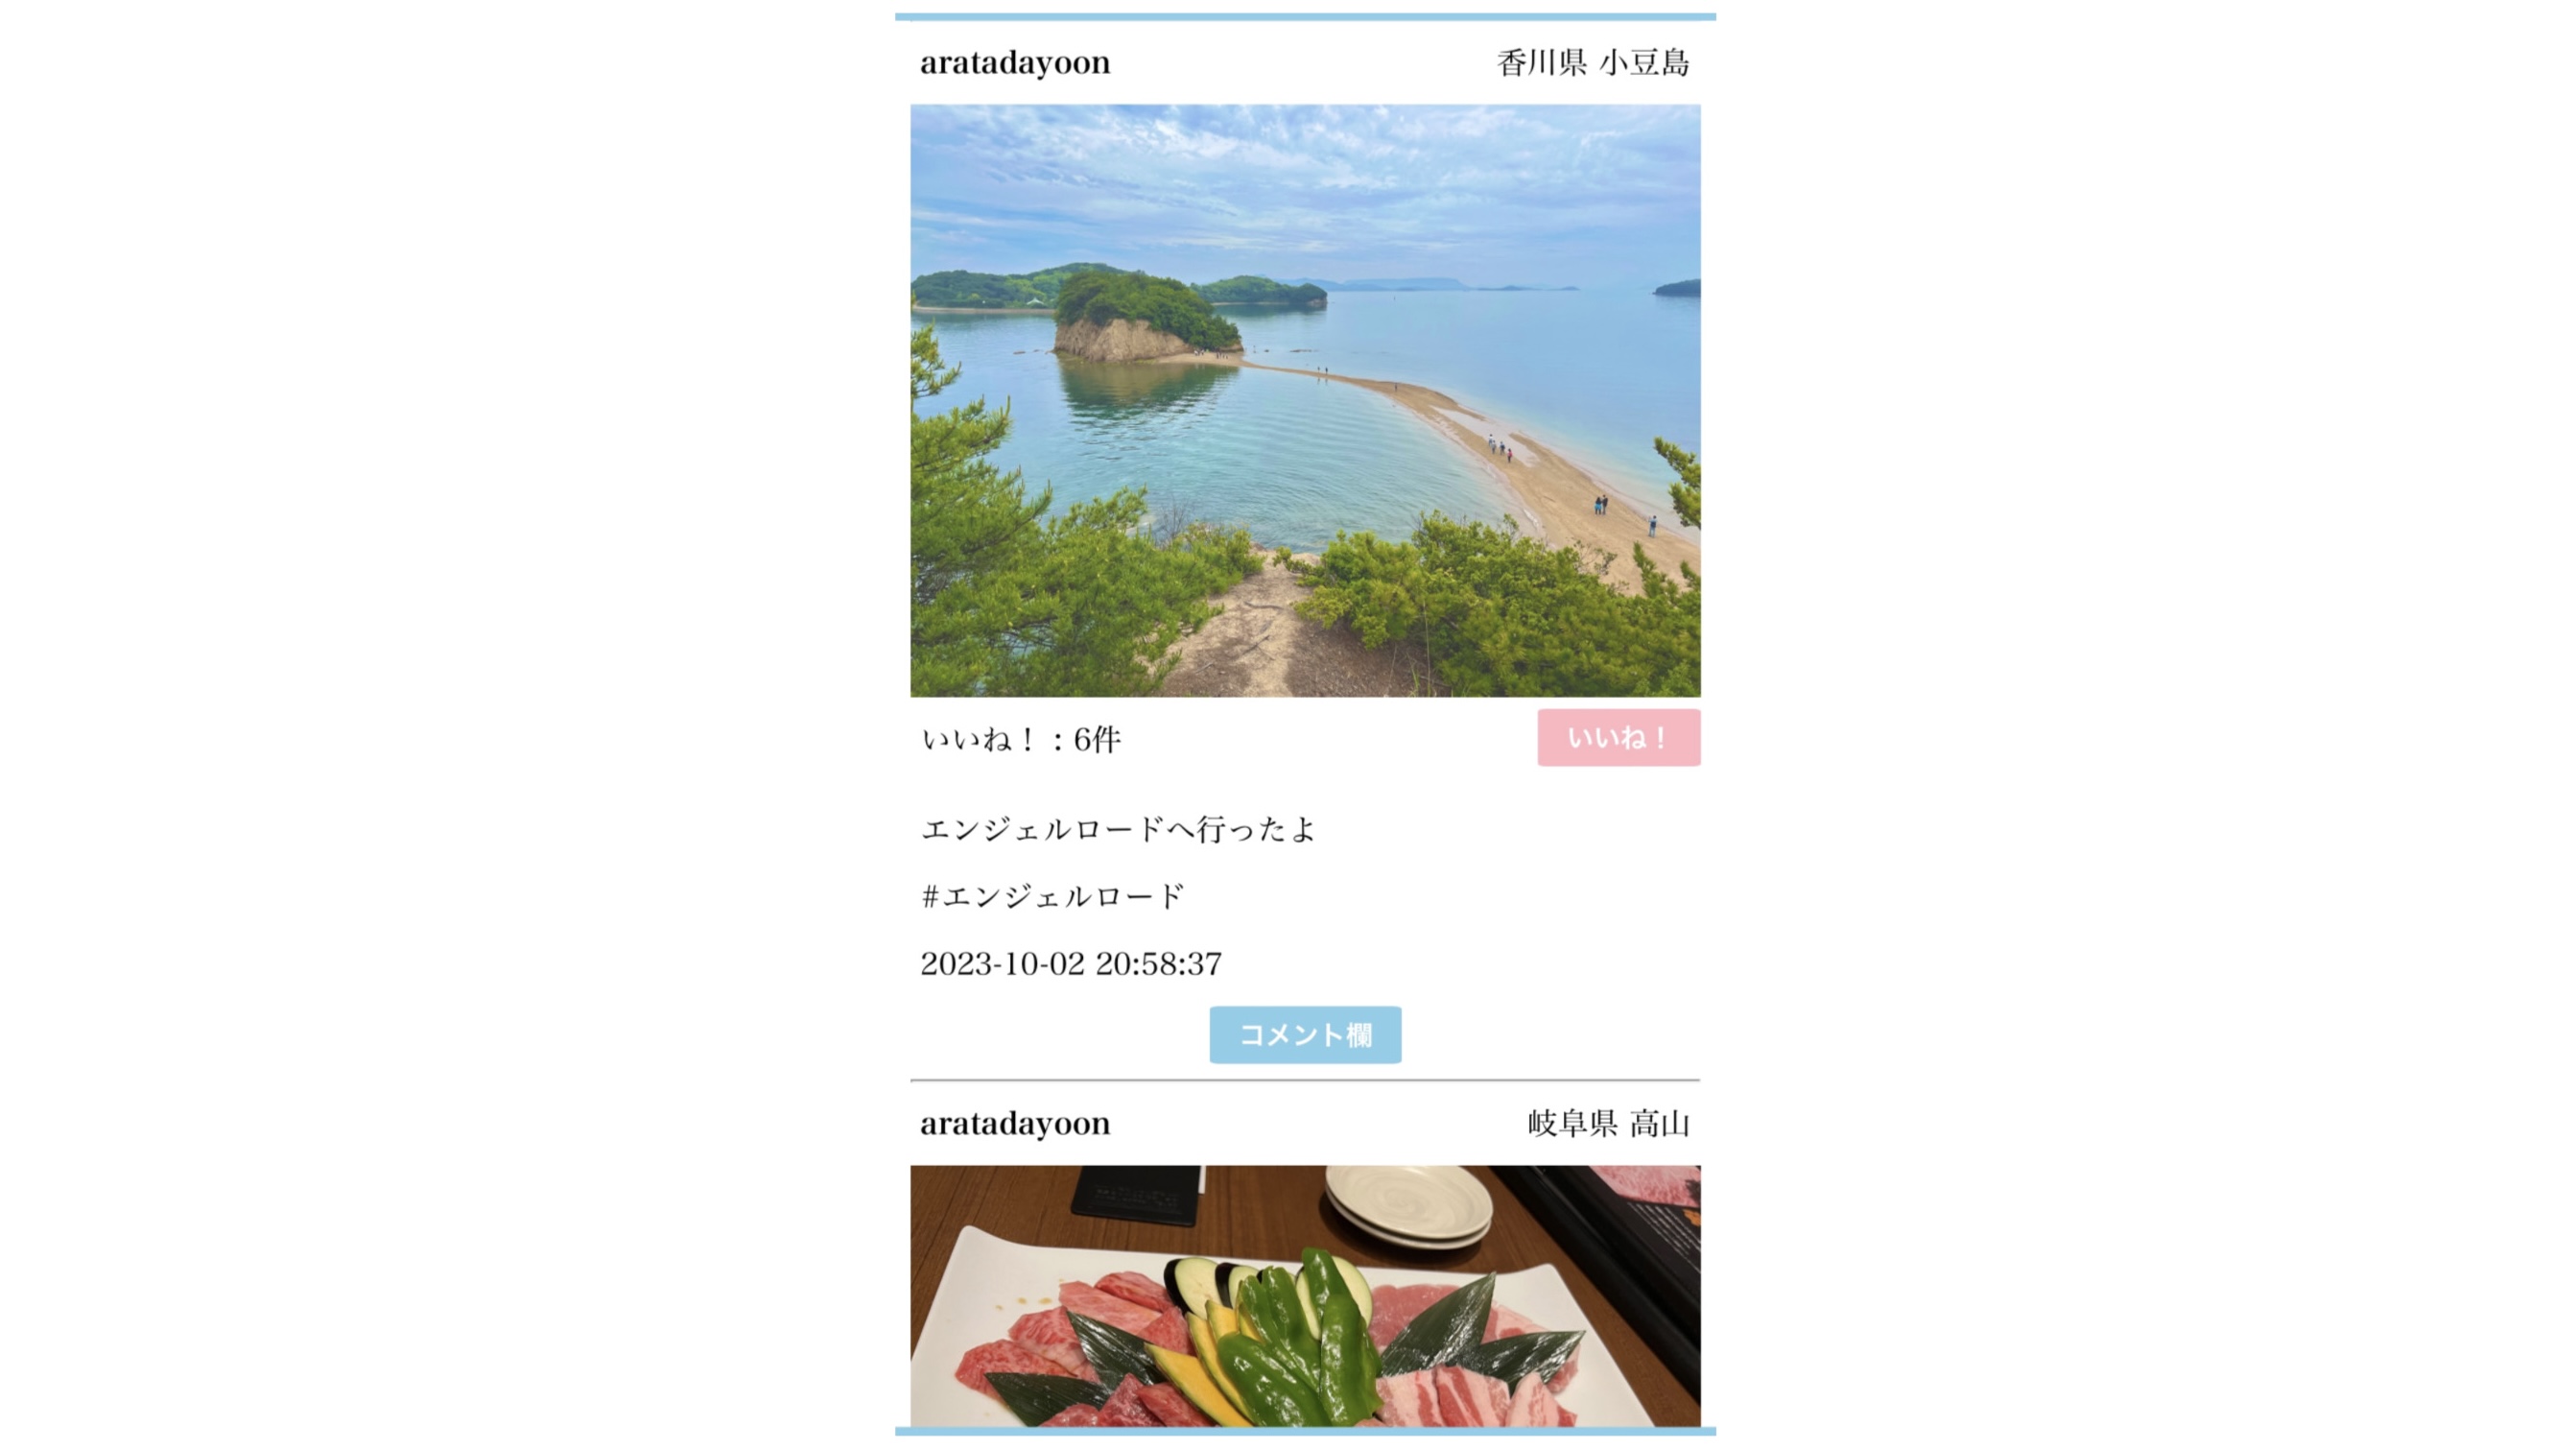 aratadayoon 香川県 小豆島
いいね！：6件 いいね！
エンジェルロードへ行ったよ
#エンジェルロード
2023-10-02 20:58:37
コメント欄
aratadayoon 岐阜県 高山